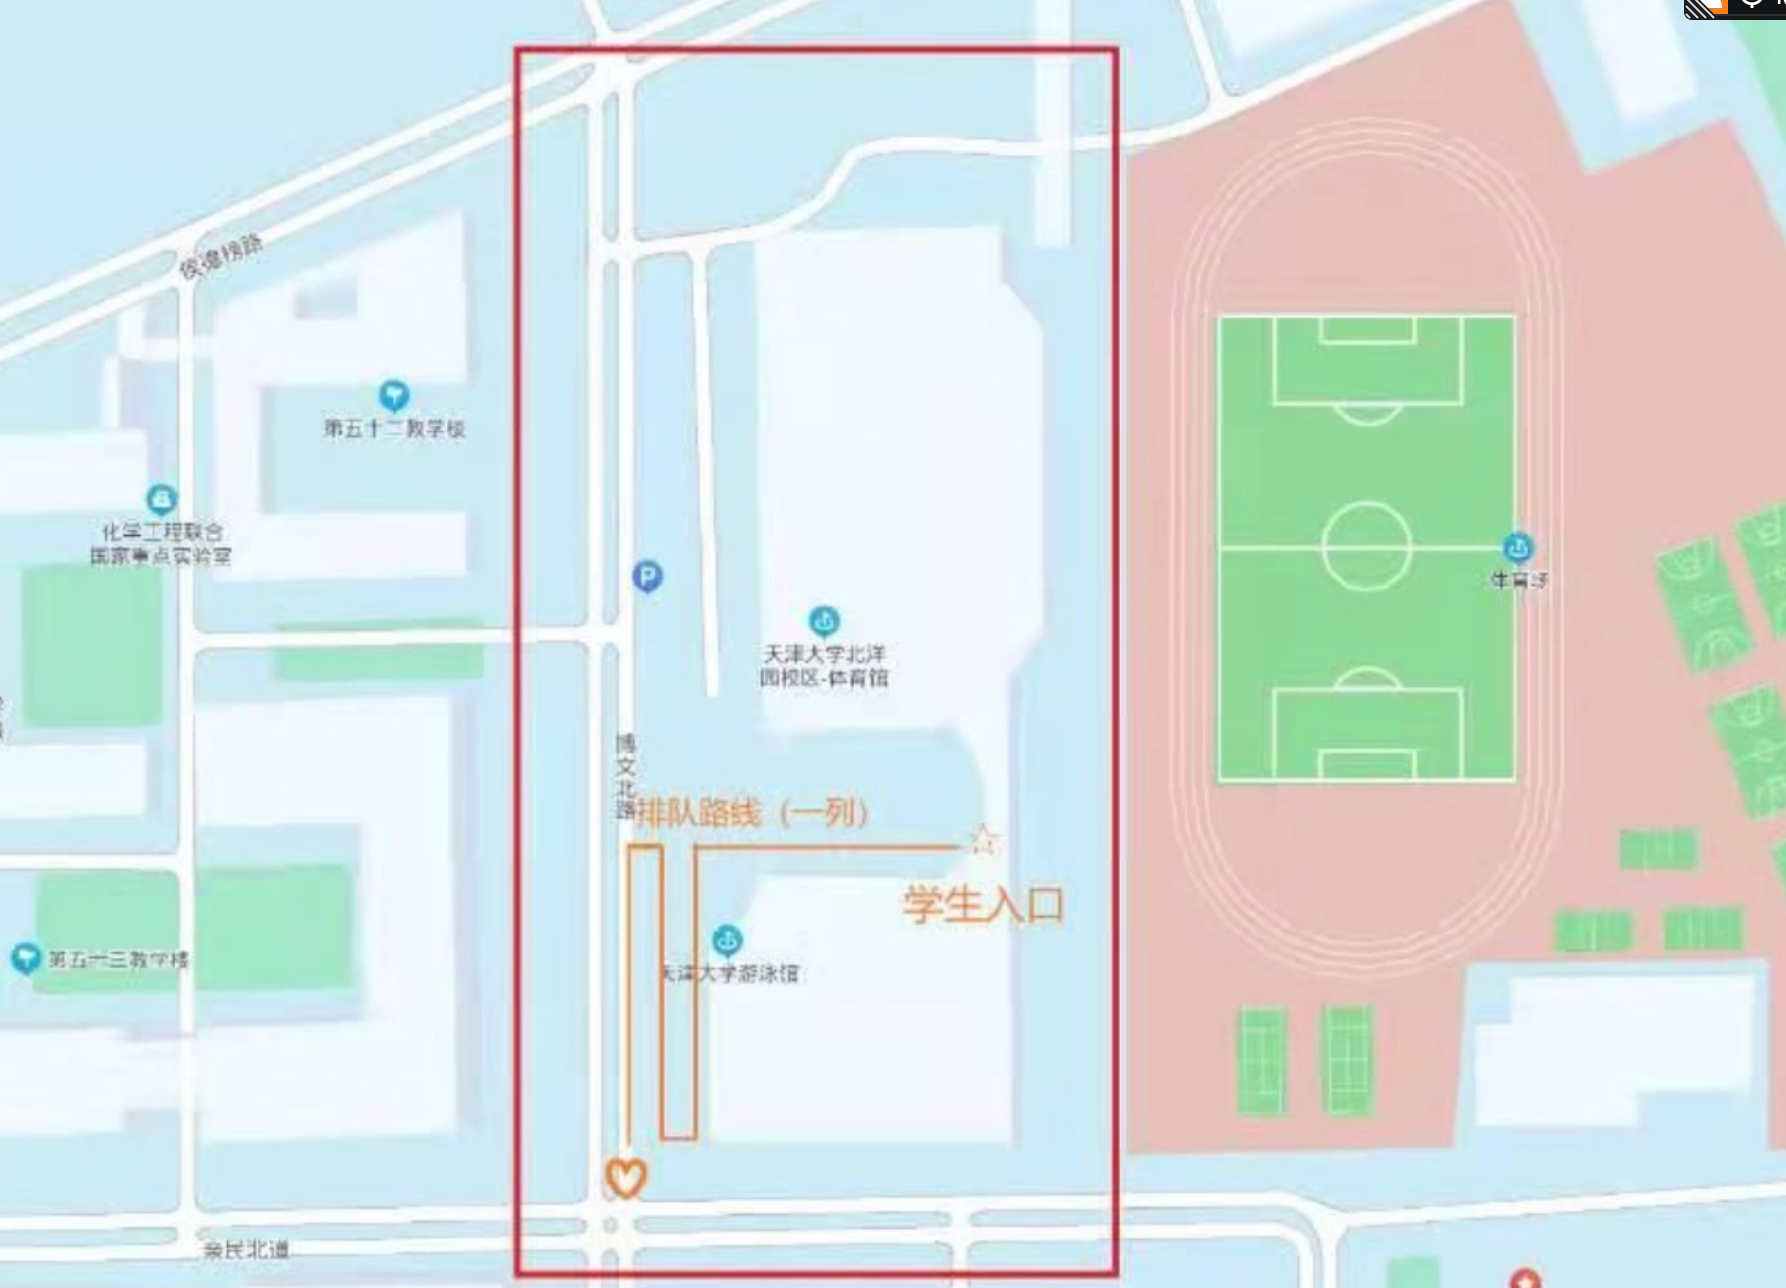 侯德榜路
第五十二教学楼
化学工程联合
国家重点实验室
P
体育场
天津大学北洋
园校区-体育馆
博文北路
排队路线（一列）
学生入口
天津大学游泳馆
第五十三教学楼
亲民北道